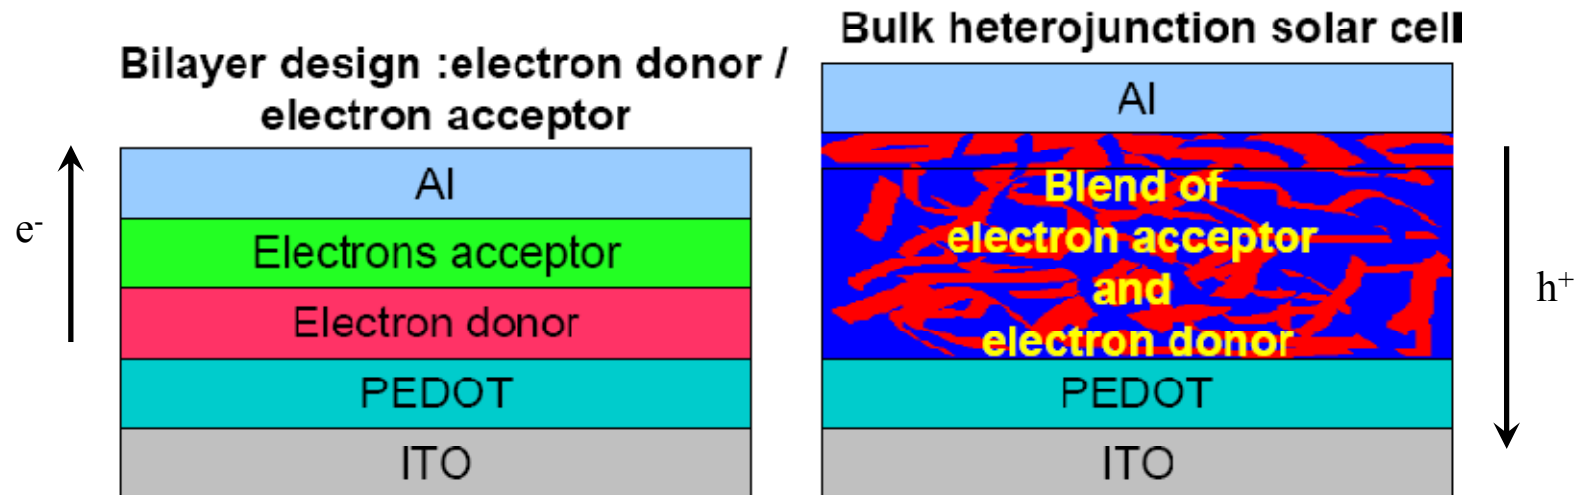 Bilayer design :electron donor /
electron acceptor
e-
Al
Electrons acceptor
Electron donor
PEDOT
ITO
Bulk heterojunction solar cell
Al
Blend of
electron acceptor
and
electron donor
PEDOT
ITO
h+